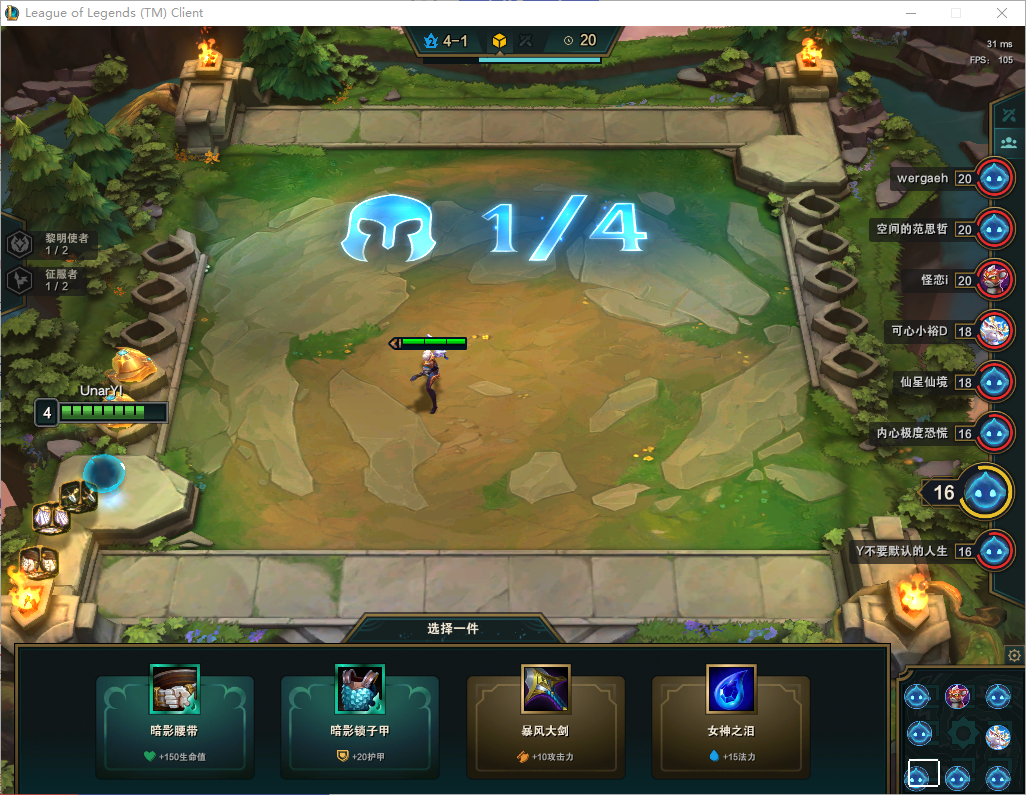 League of Legends (TM) Client
4-1
20
31 ms
FPS: 105
1/4
wergaeh 20
空间的范思哲 20
怪恋i 20
可心小裕D 18
仙星仙境 18
内心极度恐慌 16
16
Y不要默认的人生 16
黎明使者
1 / 2
征服者
1 / 2
UnarYI
4
选择一件
暗影腰带
+150生命值
暗影锁子甲
+20护甲
暴风大剑
+10攻击力
女神之泪
+15法力